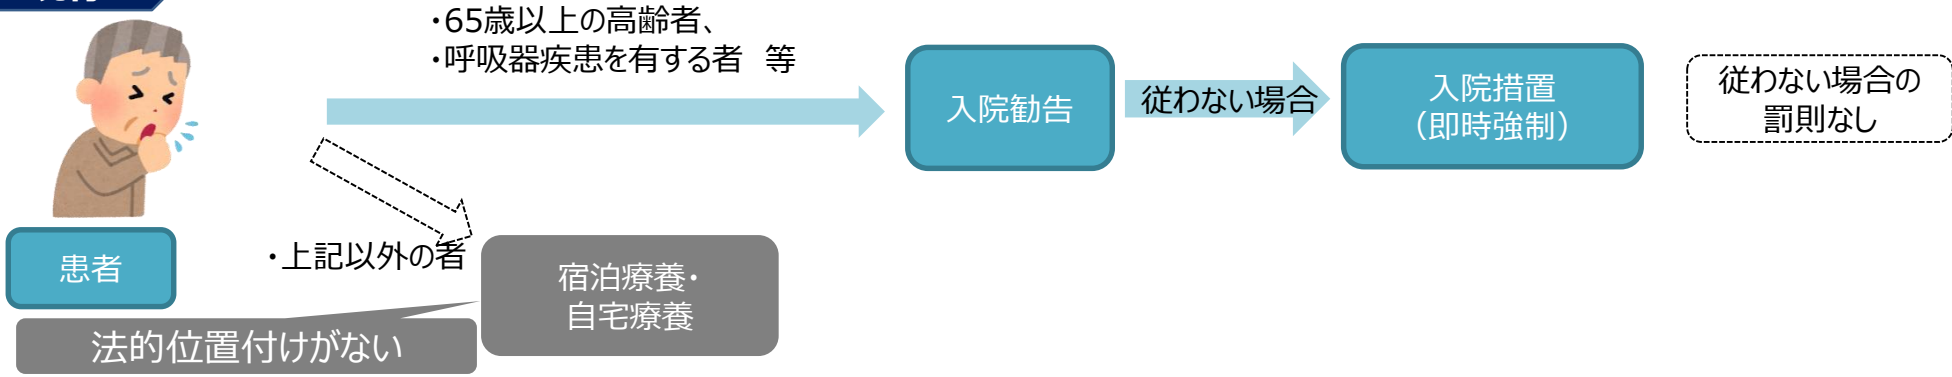 ・65歳以上の高齢者、
・呼吸器疾患を有する者　等
入院勧告
従わない場合
入院措置
（即時強制）
従わない場合の
罰則なし
患者
・上記以外の者
宿泊療養・
自宅療養
法的位置付けがない